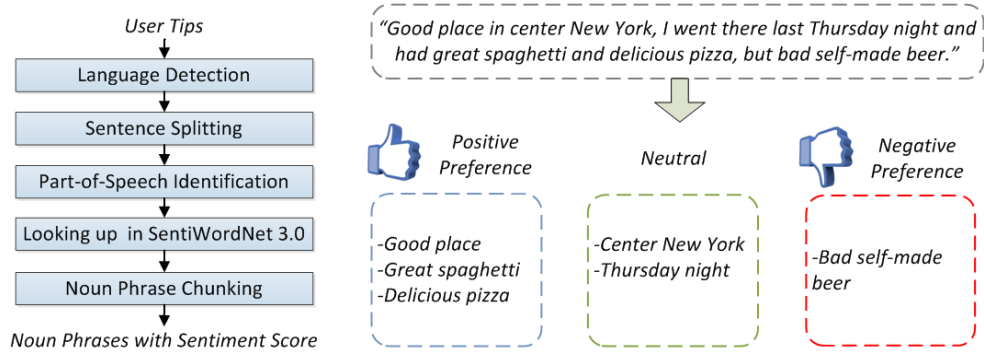 User Tips
Language Detection
Sentence Splitting
Part-of-Speech Identification
Looking up in SentiWordNet 3.0
Noun Phrase Chunking
Noun Phrases with Sentiment Score
“Good place in center New York, I went there last Thursday night and
had great spaghetti and delicious pizza, but bad self-made beer.”
Positive
Preference
-Good place
-Great spaghetti
-Delicious pizza
Neutral
-Center New York
-Thursday night
Negative
Preference
-Bad self-made
beer